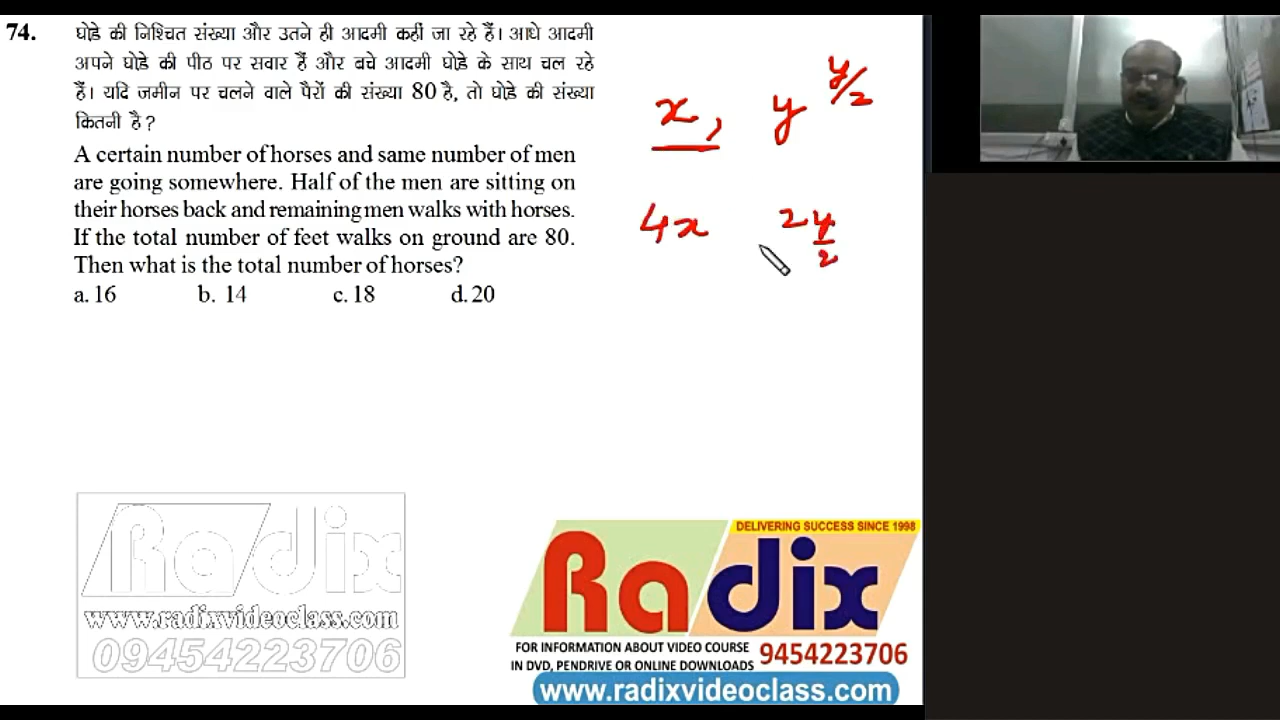 74. घोडे की निश्चित संख्या और उतने ही आदमी कहीं जा रहे हैं। आधे आदमी
अपने घोडे की पीठ पर सवार हैं और बचे आदमी घोडे के साथ चल रहे
हैं। यदि जमीन पर चलने वाले पैरों की संख्या 80 है, तो घोडे की संख्या
कितनी है?
A certain number of horses and same number of men
are going somewhere. Half of the men are sitting on
their horses back and remaining men walks with horses.
If the total number of feet walks on ground are 80.
Then what is the total number of horses?
a. 16 b. 14 c. 18 d. 20
x, y y/2
4x 2 y/2
Radix
www.radixvideoclass.com
09454223706
DELIVERING SUCCESS SINCE 1998
Radix
FOR INFORMATION ABOUT VIDEO COURSE
IN DVD, PENDRIVE OR ONLINE DOWNLOADS 9454223706
www.radixvideoclass.com